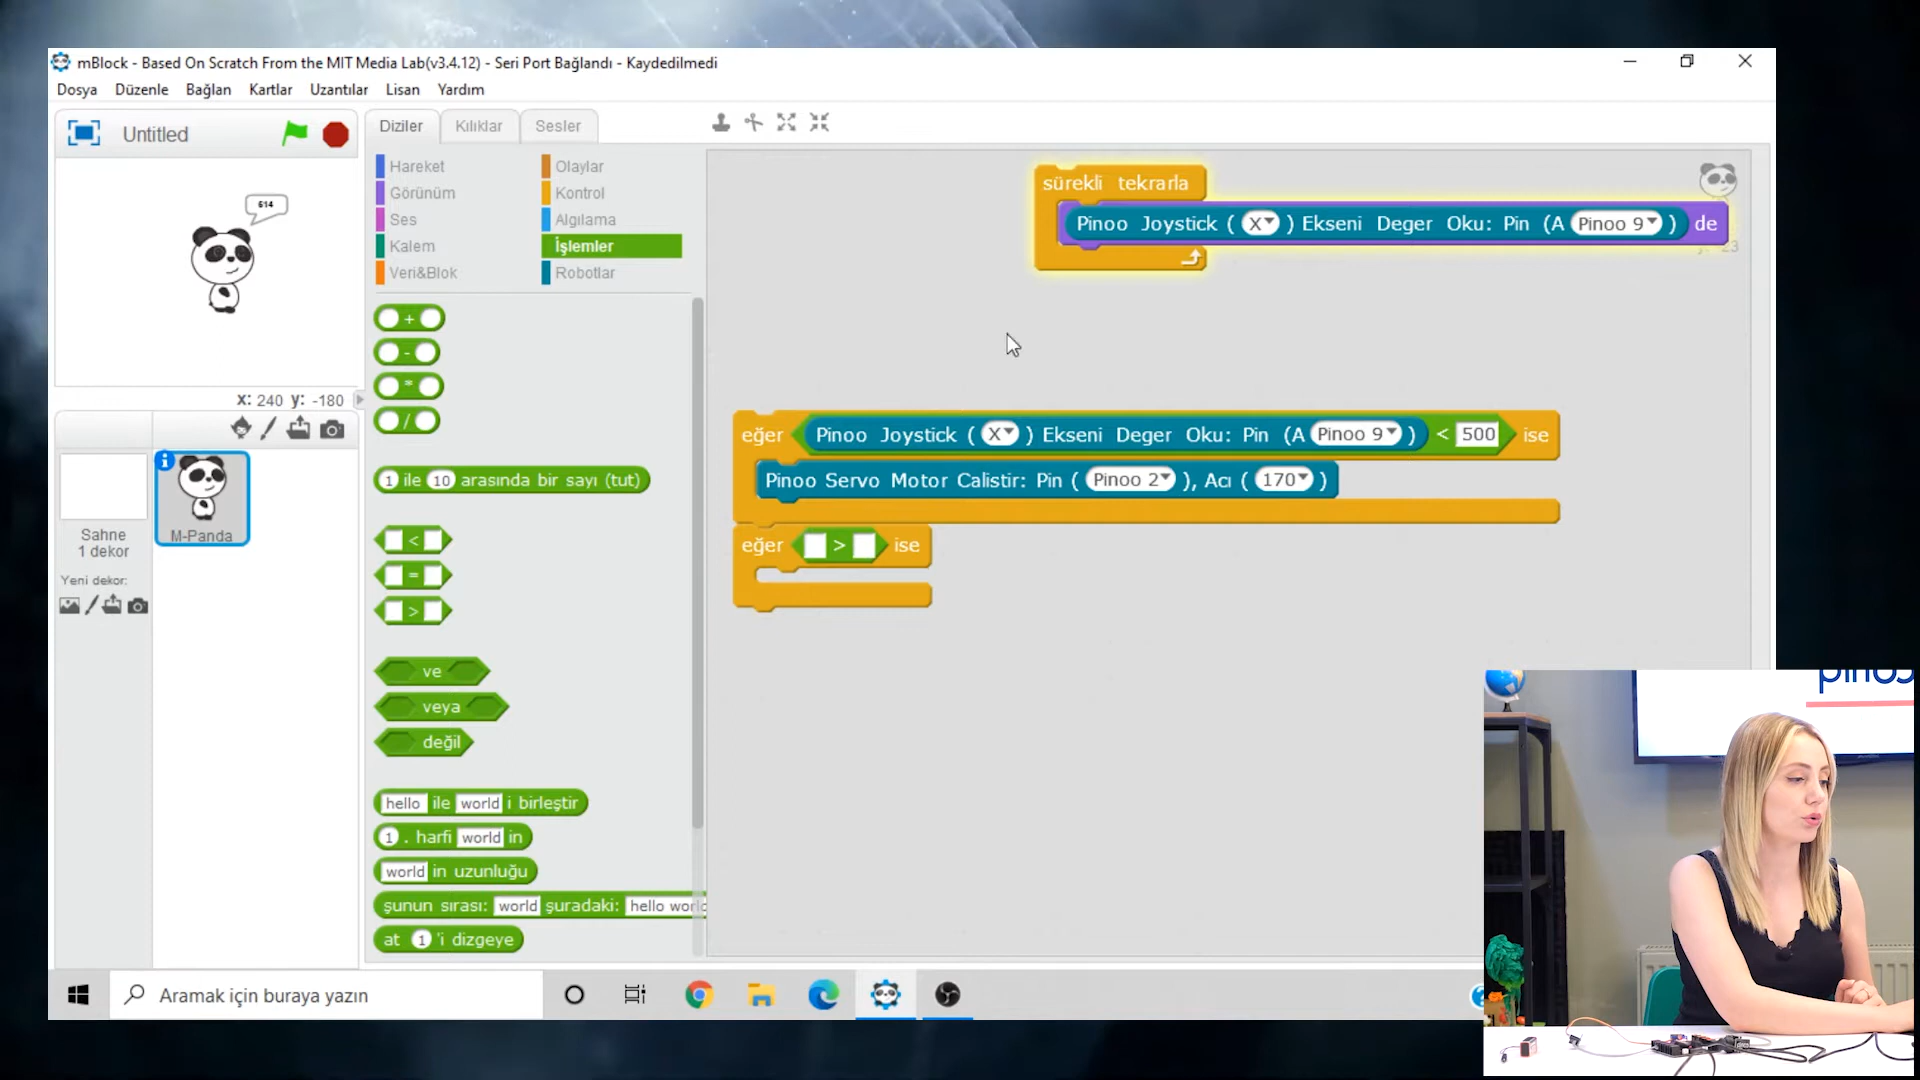 mBlock - Based On Scratch From the MIT Media Lab(v3.4.12) - Seri Port Bağlandı - Kaydedilmedi
Dosya Düzenle Bağlan Kartlar Uzantılar Lisan Yardım
Untitled
614
x: 240 y: -180
Sahne
1 dekor
Yeni dekor:
M-Panda
Diziler Kılıklar Sesler
Hareket Olaylar
Görünüm Kontrol
Ses Algılama
Kalem İşlemler
Veri&Blok Robotlar
+
-
*
/
1 ile 10 arasında bir sayı (tut)
<
=
>
ve
veya
değil
hello ile world i birleştir
1 . harfi world in
world in uzunluğu
şunun sırası: world şuradaki: hello
at 1 'i dizgeye
sürekli tekrarla
Pinoo Joystick ( X ) Ekseni Deger Oku: Pin (A Pinoo 9 ) de
eğer Pinoo Joystick ( X ) Ekseni Deger Oku: Pin (A Pinoo 9 ) < 500 ise
Pinoo Servo Motor Calistir: Pin ( Pinoo 2 ), Acı ( 170 )
eğer > ise
Aramak için buraya yazın